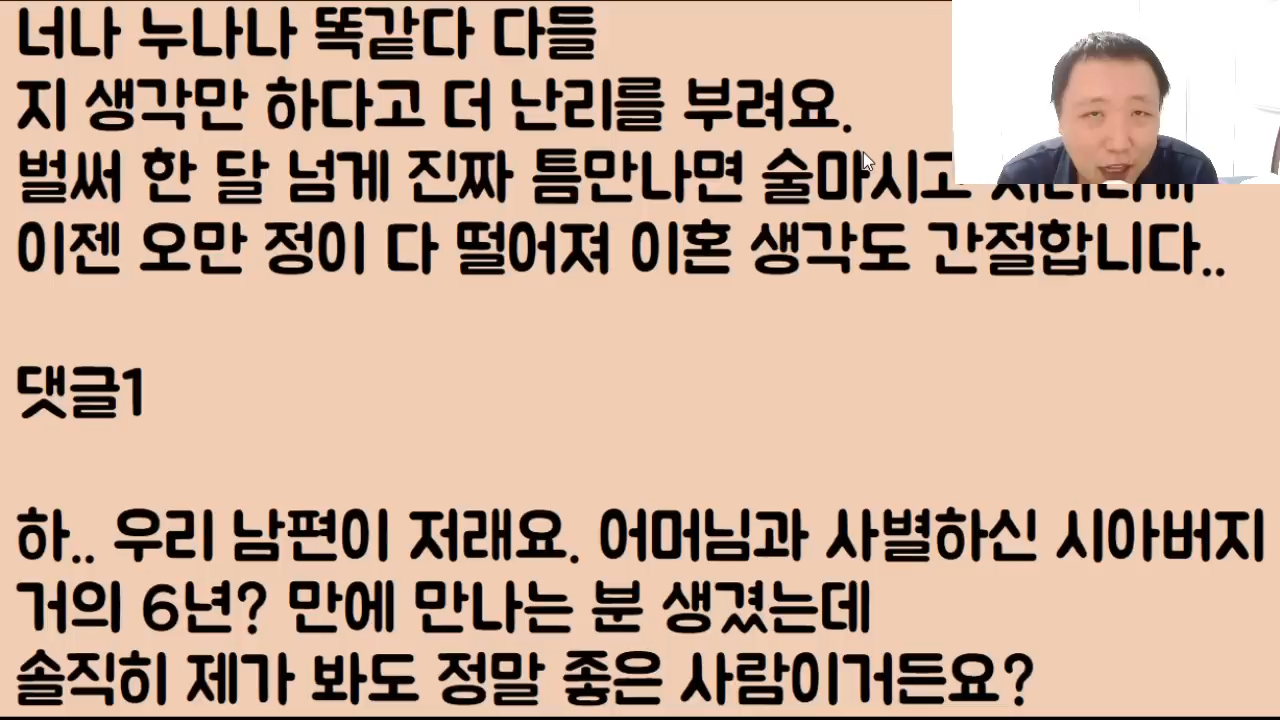 너나 누나나 똑같다 다들
지 생각만 하다고 더 난리를 부려요.
벌써 한 달 넘게 진짜 틈만나면 술마시고
이젠 오만 정이 다 떨어져 이혼 생각도 간절합니다..
댓글1
하.. 우리 남편이 저래요. 어머님과 사별하신 시아버지
거의 6년? 만에 만나는 분 생겼는데
솔직히 제가 봐도 정말 좋은 사람이거든요?